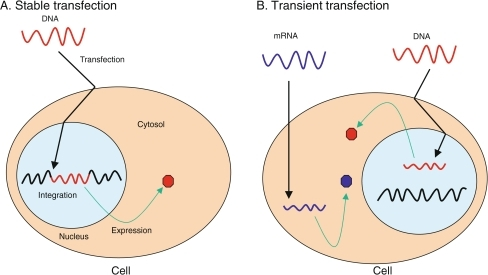 A. Stable transfection
DNA
Transfection
Cytosol
Integration
Nucleus
Expression
Cell
B. Transient transfection
mRNA
DNA
Cell